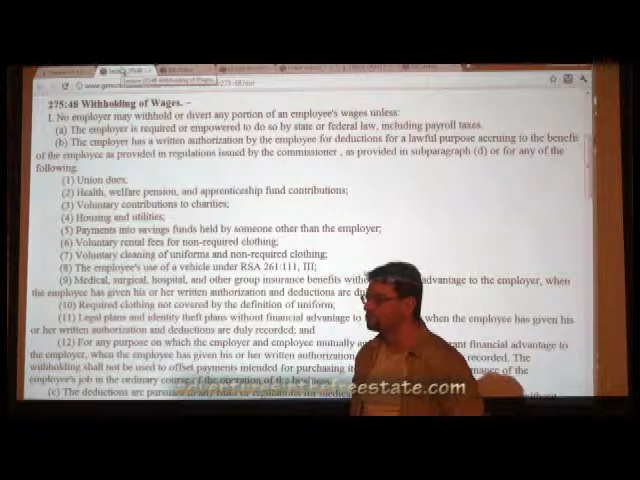 275:48 Withholding of Wages. –
I. No employer may withhold or divert any portion of an employee's wages unless:
(a) The employer is required or empowered to do so by state or federal law, including payroll taxes.
(b) The employer has a written authorization by the employee for deductions for a lawful purpose accruing to the benefit
of the employee as provided in regulations issued by the commissioner , as provided in subparagraph (d) or for any of the
following:
(1) Union dues;
(2) Health, welfare pension, and apprenticeship fund contributions;
(3) Voluntary contributions to charities;
(4) Housing and utilities;
(5) Payments into savings funds held by someone other than the employer;
(6) Voluntary rental fees for non-required clothing;
(7) Voluntary cleaning of uniforms and non-required clothing;
(8) The employee's use of a vehicle under RSA 261:111, III;
(9) Medical, surgical, hospital, and other group insurance benefits advantage to the employer, when
the employee has given his or her written authorization and deductions are
(10) Required clothing not covered by the definition of uniform;
(11) Legal plans and identity theft plans without financial advantage to when the employee has given his
or her written authorization and deductions are duly recorded; and
(12) For any purpose on which the employer and employee mutually financial advantage to
the employer, when the employee has given his or her written authorization recorded. The
withholding shall not be used to offset payments intended for purchasing of the
employee's job in the ordinary course of the operation of the business.
(c) The deductions are